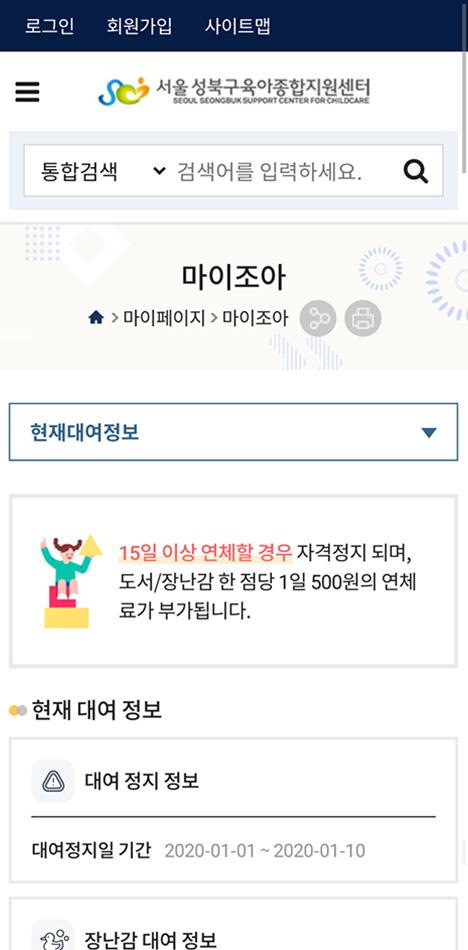 로그인 회원가입 사이트맵
서울 성북구육아종합지원센터
SEOUL SEONGBUK SUPPORT CENTER FOR CHILDCARE
통합검색 검색어를 입력하세요.
마이조아
> 마이페이지 > 마이조아
현재대여정보
15일 이상 연체할 경우 자격정지 되며,
도서/장난감 한 점당 1일 500원의 연체
료가 부가됩니다.
현재 대여 정보
대여 정지 정보
대여정지일 기간 2020-01-01 ~ 2020-01-10
장난감 대여 정보